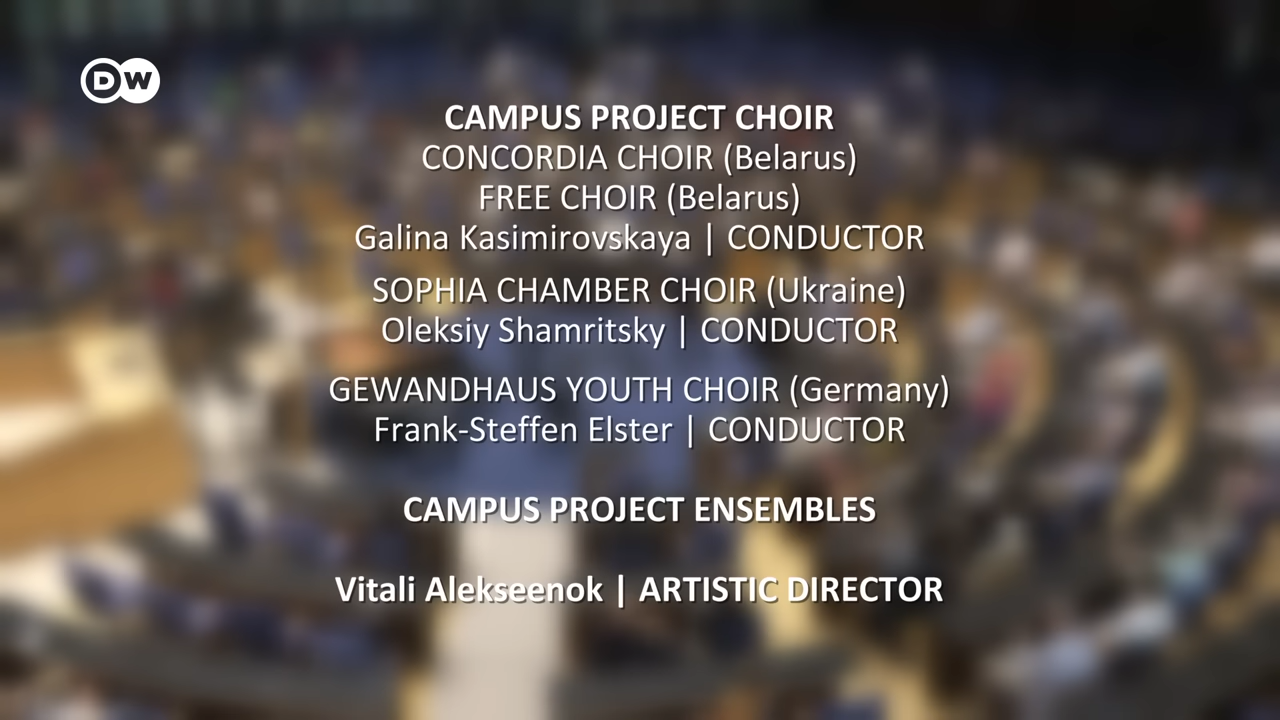 DW
CAMPUS PROJECT CHOIR
CONCORDIA CHOIR (Belarus)
FREE CHOIR (Belarus)
Galina Kasimirovskaya | CONDUCTOR
SOPHIA CHAMBER CHOIR (Ukraine)
Oleksiy Shamritsky | CONDUCTOR
GEWANDHAUS YOUTH CHOIR (Germany)
Frank-Steffen Elster | CONDUCTOR
CAMPUS PROJECT ENSEMBLES
Vitali Alekseenok | ARTISTIC DIRECTOR